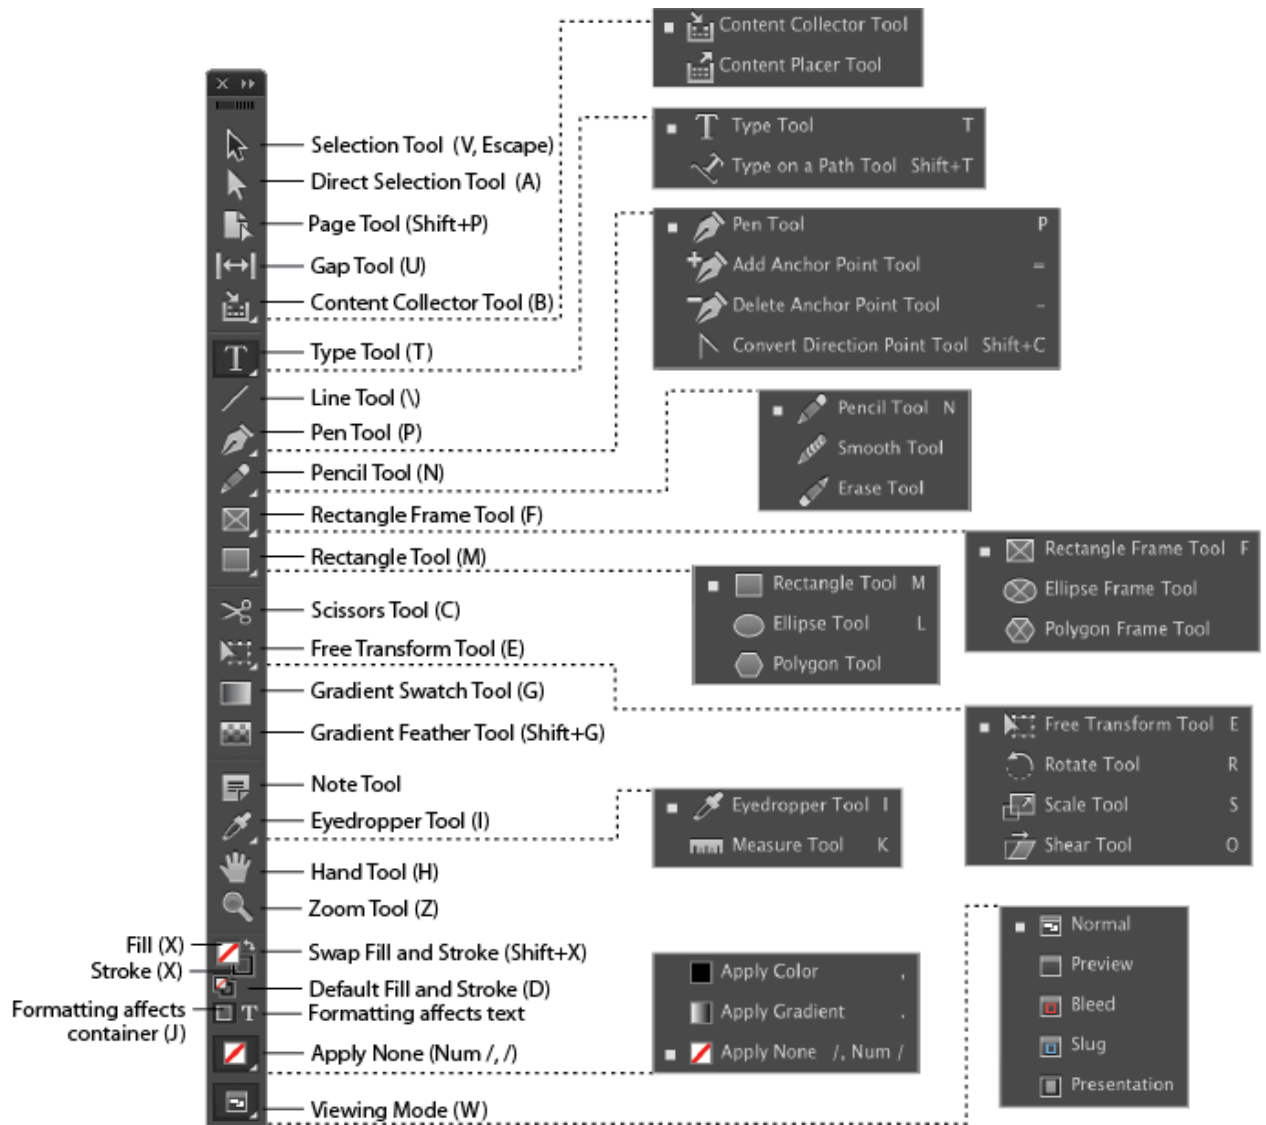 Content Collector Tool
Content Placer Tool
Selection Tool (V, Escape)
Direct Selection Tool (A)
Page Tool (Shift+P)
Gap Tool (U)
Content Collector Tool (B)
Type Tool (T)
Line Tool (\)
Pen Tool (P)
Pencil Tool (N)
Rectangle Frame Tool (F)
Rectangle Tool (M)
Scissors Tool (C)
Free Transform Tool (E)
Gradient Swatch Tool (G)
Gradient Feather Tool (Shift+G)
Note Tool
Eyedropper Tool (I)
Hand Tool (H)
Zoom Tool (Z)
Fill (X)
Stroke (X)
Swap Fill and Stroke (Shift+X)
Default Fill and Stroke (D)
Formatting affects
container (J)
T
Formatting affects text
Apply None (Num /, /)
Viewing Mode (W)
T Type Tool T
Type on a Path Tool Shift+T
Pen Tool P
Add Anchor Point Tool =
Delete Anchor Point Tool -
Convert Direction Point Tool Shift+C
Pencil Tool N
Smooth Tool
Erase Tool
Rectangle Frame Tool F
Ellipse Frame Tool
Polygon Frame Tool
Rectangle Tool M
Ellipse Tool L
Polygon Tool
Free Transform Tool E
Rotate Tool R
Scale Tool S
Shear Tool O
Eyedropper Tool I
Measure Tool K
Apply Color ,
Apply Gradient .
Apply None /, Num /
Normal
Preview
Bleed
Slug
Presentation